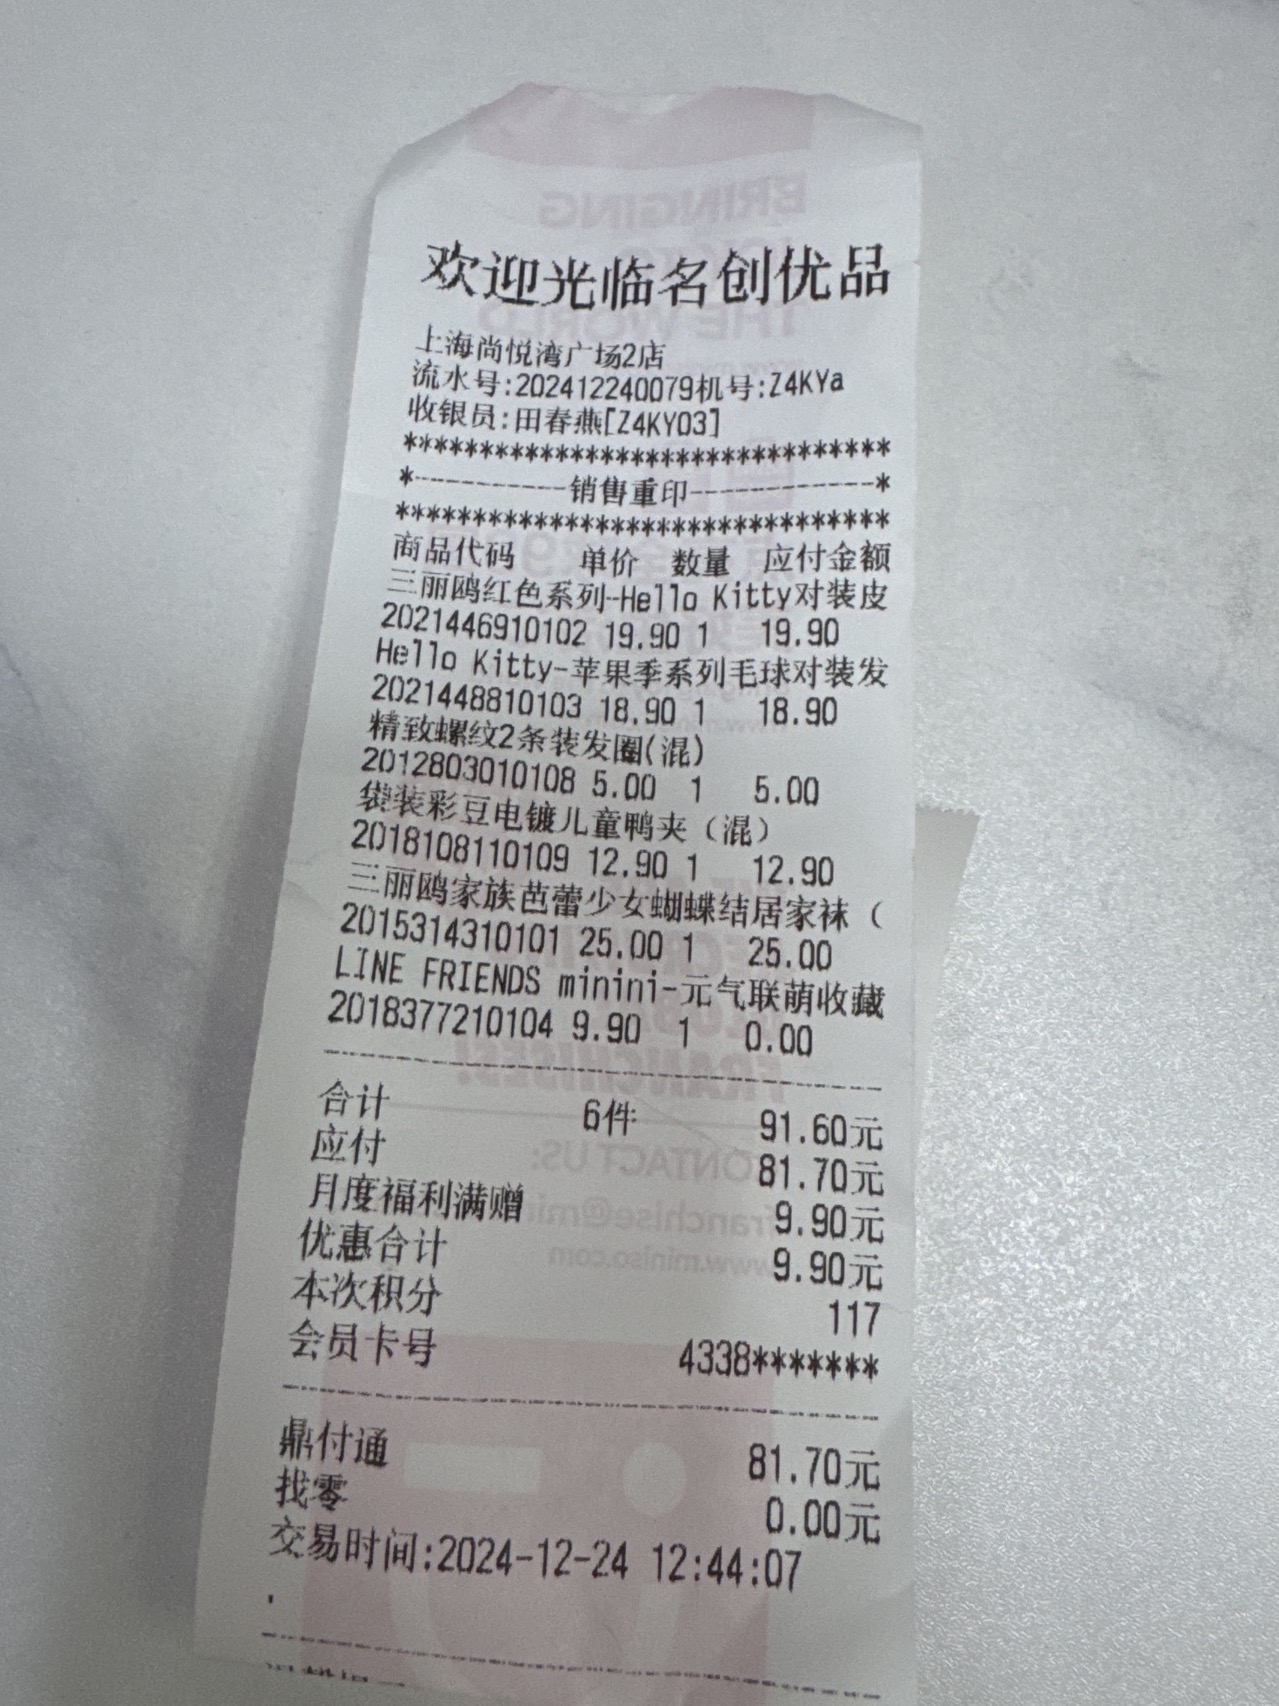 欢迎光临名创优品
上海尚悦湾广场2店
流水号:202412240079机号:Z4KYa
收银员:田春燕[Z4KY03]
********************************
*----------销售重印------------*
********************************
商品代码 单价 数量 应付金额
三丽鸥红色系列-Hello Kitty对装皮
2021446910102 19.90 1 19.90
Hello Kitty-苹果季系列毛球对装发
2021448810103 18.90 1 18.90
精致螺纹2条装发圈(混)
2012803010108 5.00 1 5.00
袋装彩豆电镀儿童鸭夹（混）
2018108110109 12.90 1 12.90
三丽鸥家族芭蕾少女蝴蝶结居家袜（
2015314310101 25.00 1 25.00
LINE FRIENDS minini-元气联萌收藏
2018377210104 9.90 1 0.00
合计 6件 91.60元
应付 81.70元
月度福利满赠 9.90元
优惠合计 9.90元
本次积分 117
会员卡号 4338*******
鼎付通 81.70元
找零 0.00元
交易时间:2024-12-24 12:44:07